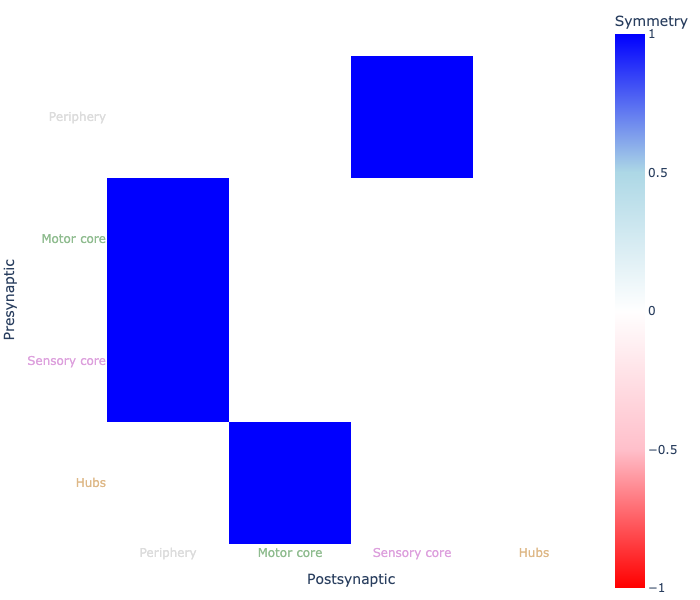 Symmetry
1
0.5
0
−0.5
−1
Periphery
Motor core
Sensory core
Hubs
Presynaptic
Periphery
Motor core
Sensory core
Hubs
Postsynaptic